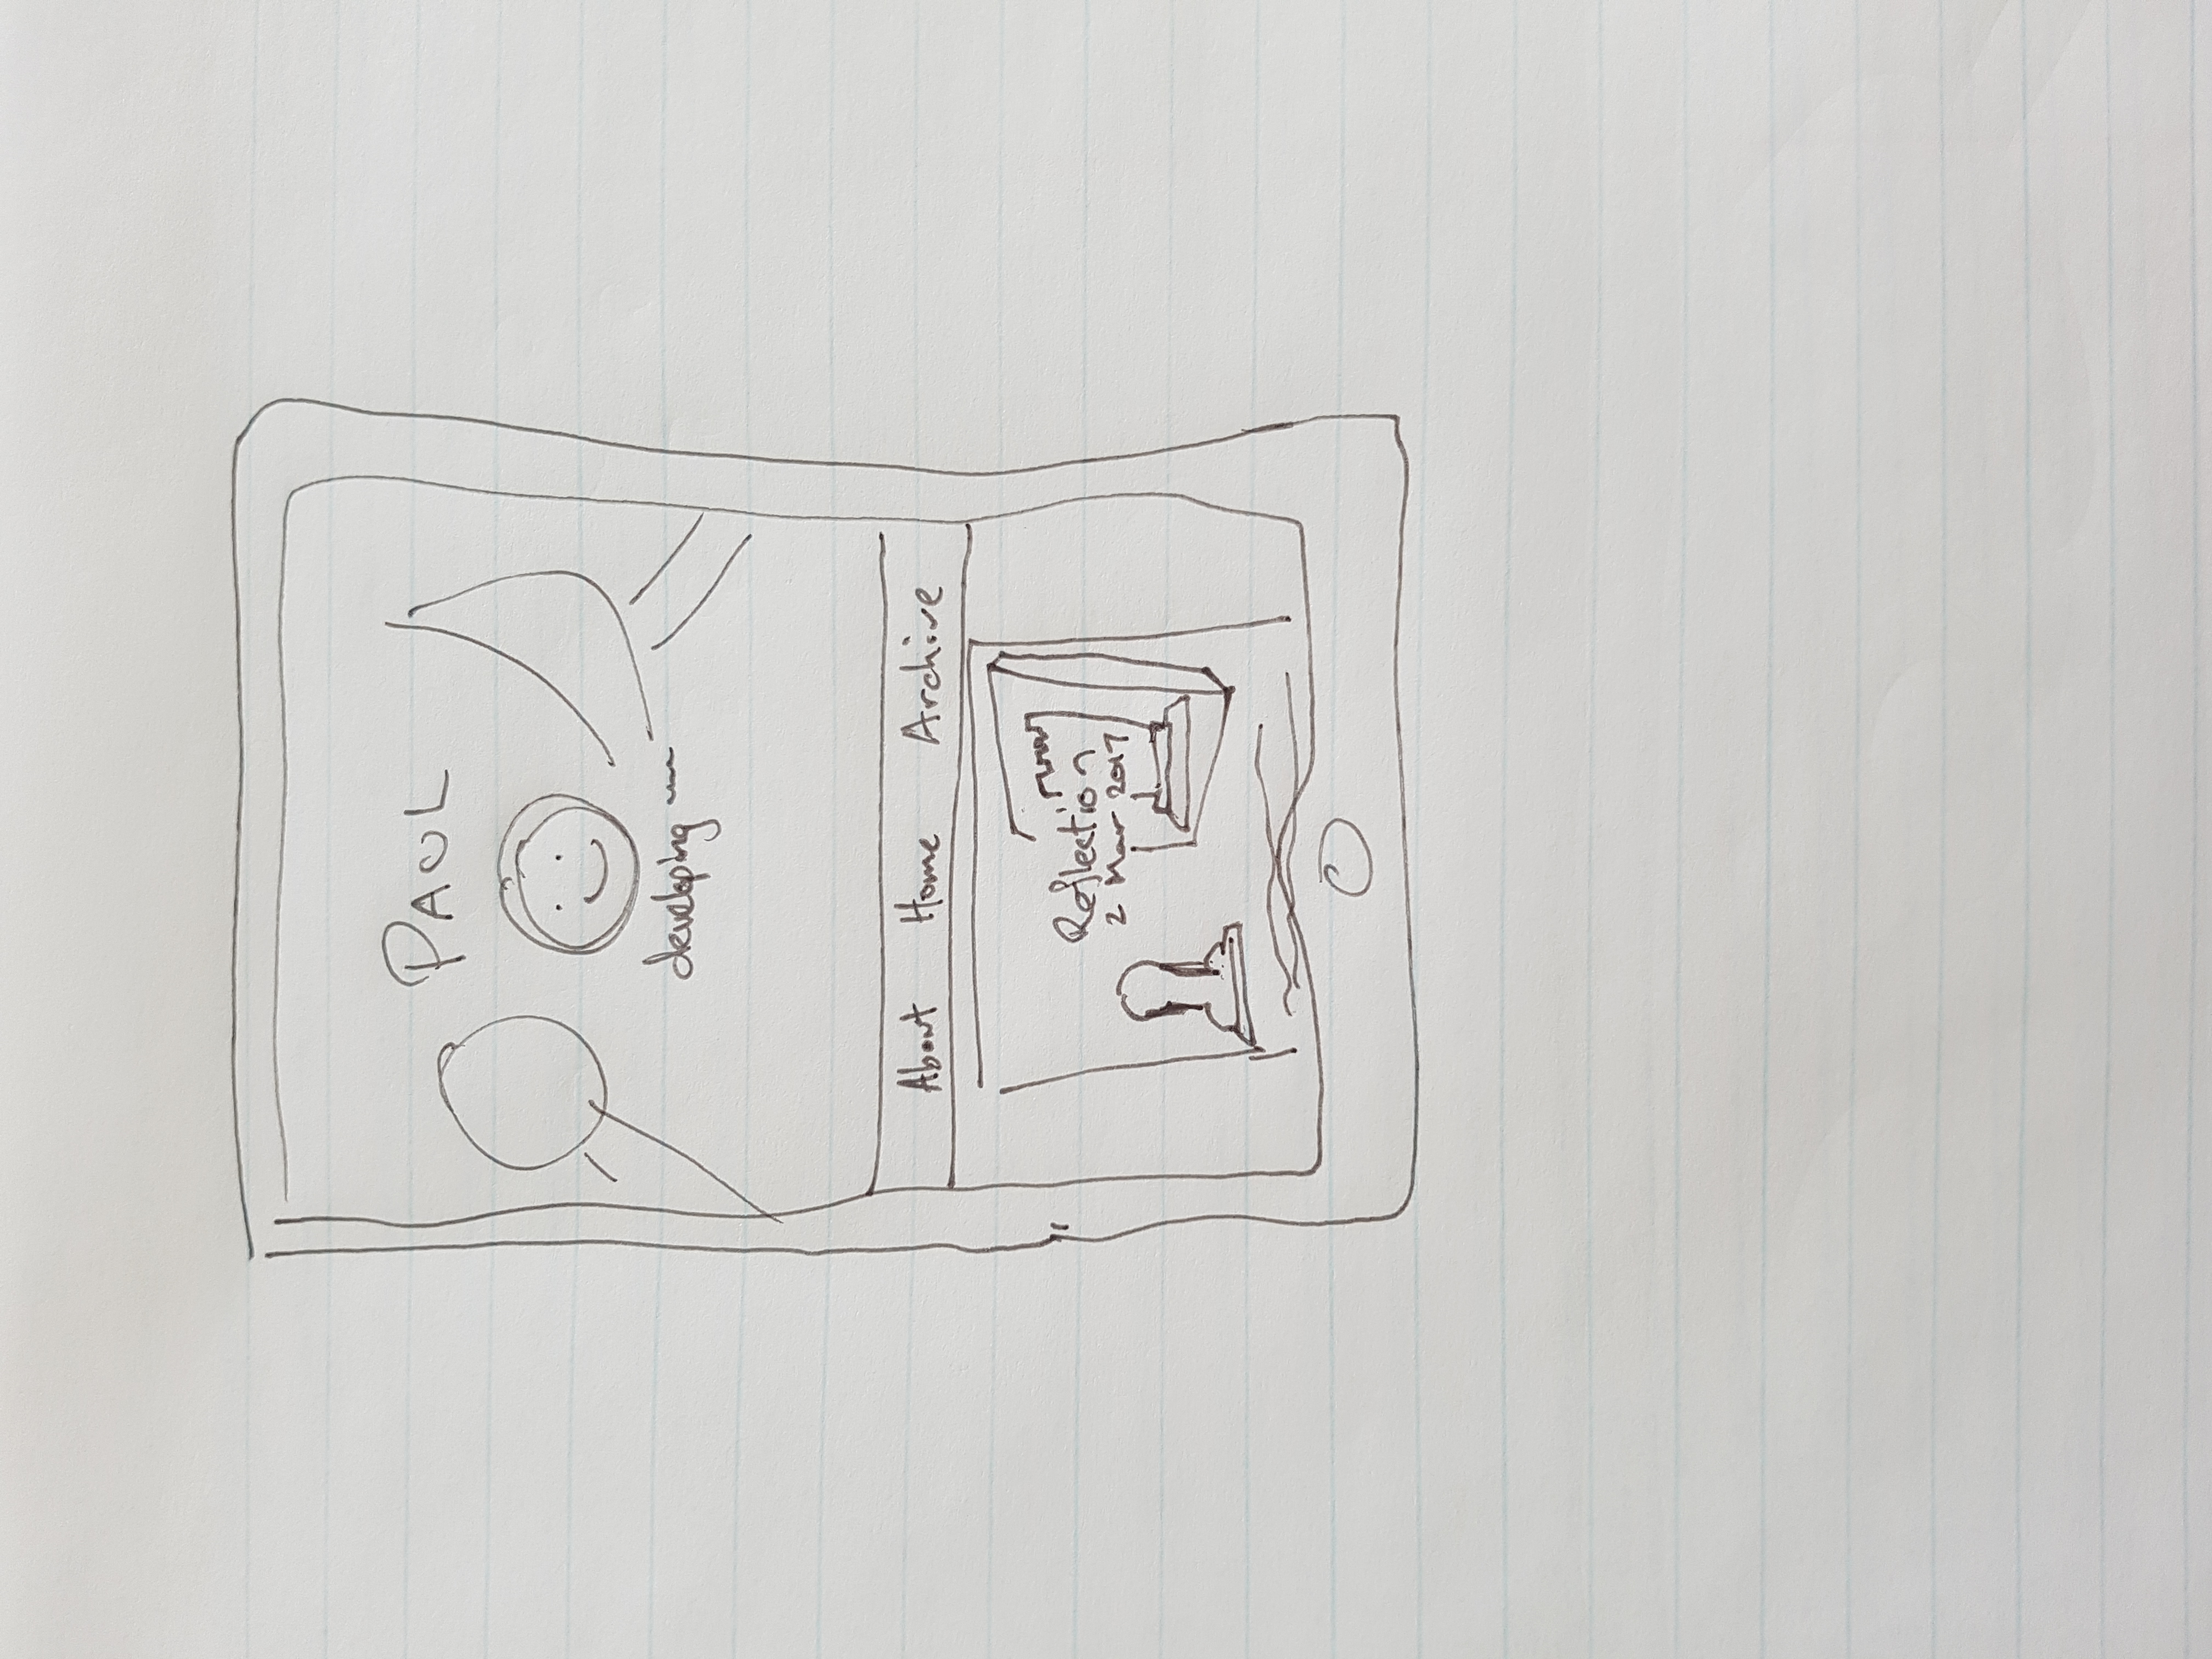 PAUL
developing
About Home Archive
Reflection
2 Mar 2017